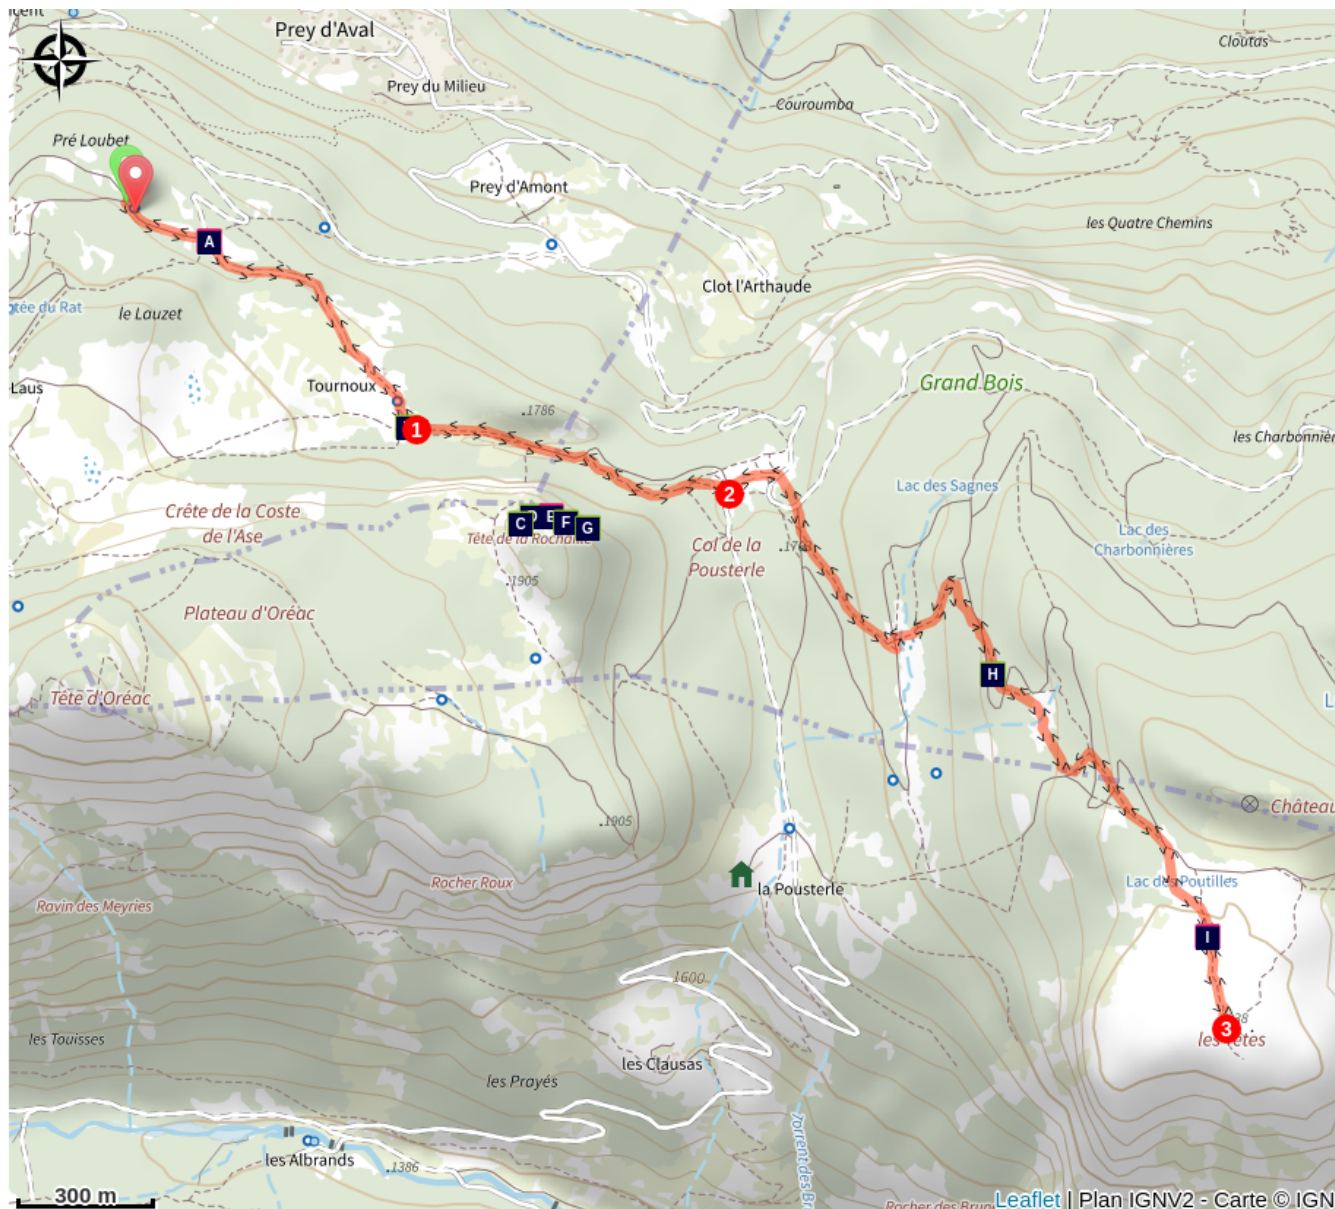 Prey d'Aval
Cloutas
Prey du Milieu
Couroumba
Pré Loubet
Prey d'Amont
les Quatre Chemins
A
Clot l'Arthaude
tée du Rat
le Lauzet
Grand Bois
Laus
Tournoux
.1786
1
les Charbonnièr
Lac des Sagnes
2
Crête de la Coste
de l'Ase
C
E
F
G
Lac des
Charbonnières
Col de la
Pousterle
.1905
Plateau d'Oréac
H
Tête d'Oréac
L
Château
.1905
Rocher Roux
Lac des Poutilles
la Pousterle
Ravin des Meyries
I
1600
3
les Touisses
les Clausas
les Prayés
les Albrands
.1386
300 m
Leaflet | Plan IGNV2 - Carte © IGN